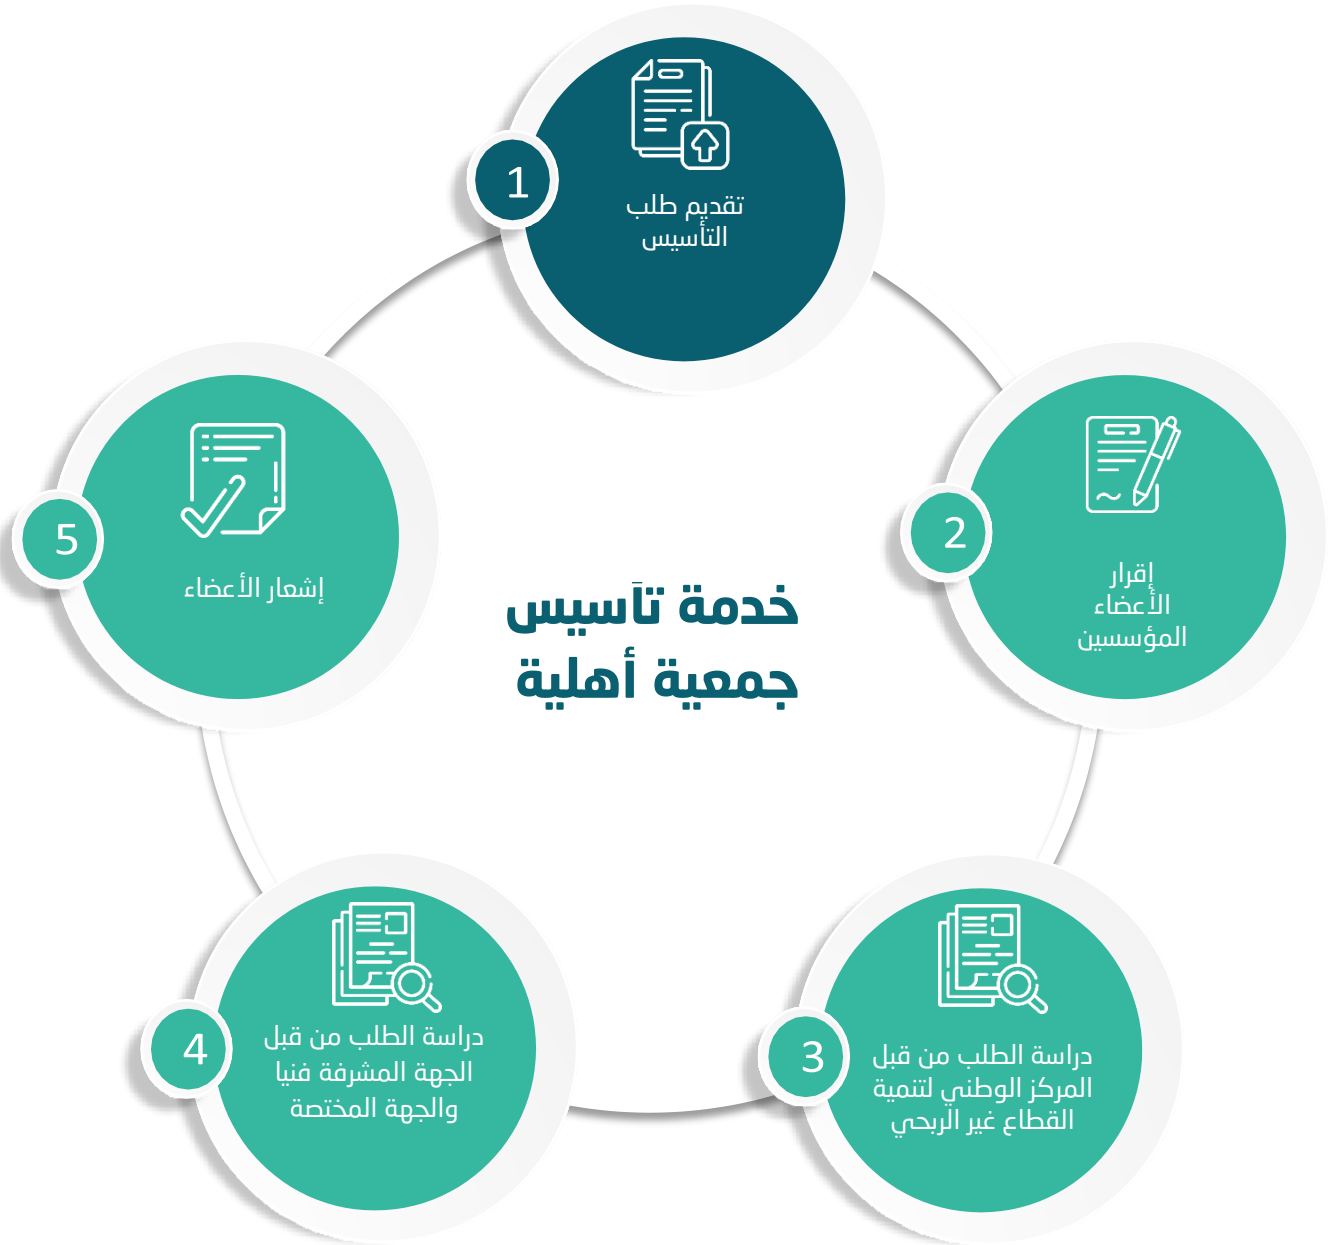 1
تقديم طلب
التأسيس
2
إقرار
الأعضاء
المؤسسين
3
دراسة الطلب من قبل
المركز الوطني لتنمية
القطاع غير الربحي
4
دراسة الطلب من قبل
الجهة المشرفة فنيا
والجهة المختصة
5
إشعار الأعضاء
خدمة تأسيس
جمعية أهلية